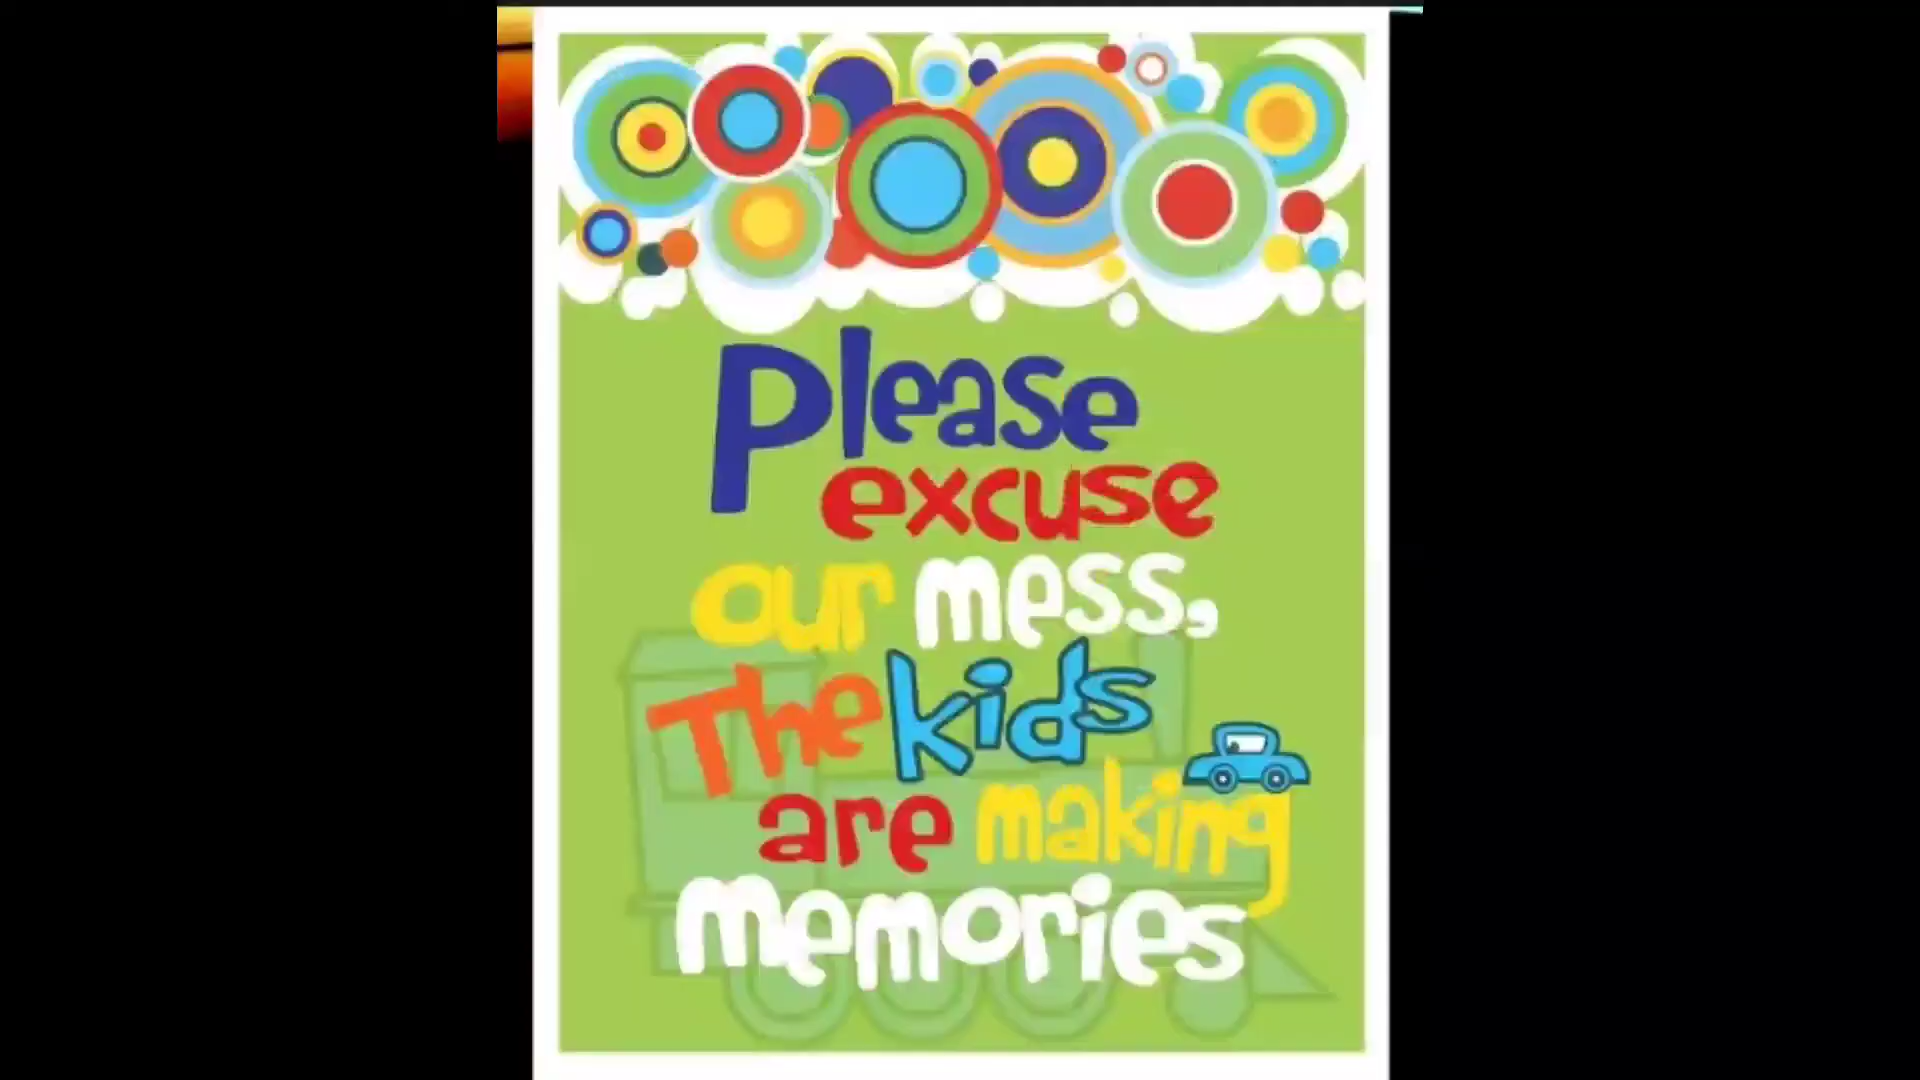 Please
excuse
our mess,
The kids
are making
memories